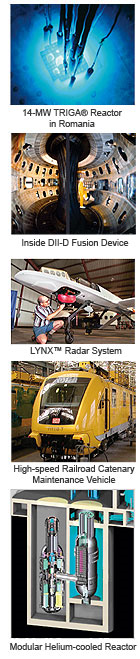 14-MW TRIGA® Reactor
in Romania
Inside DII-D Fusion Device
LYNX™ Radar System
High-speed Railroad Catenary
Maintenance Vehicle
Modular Helium-cooled Reactor